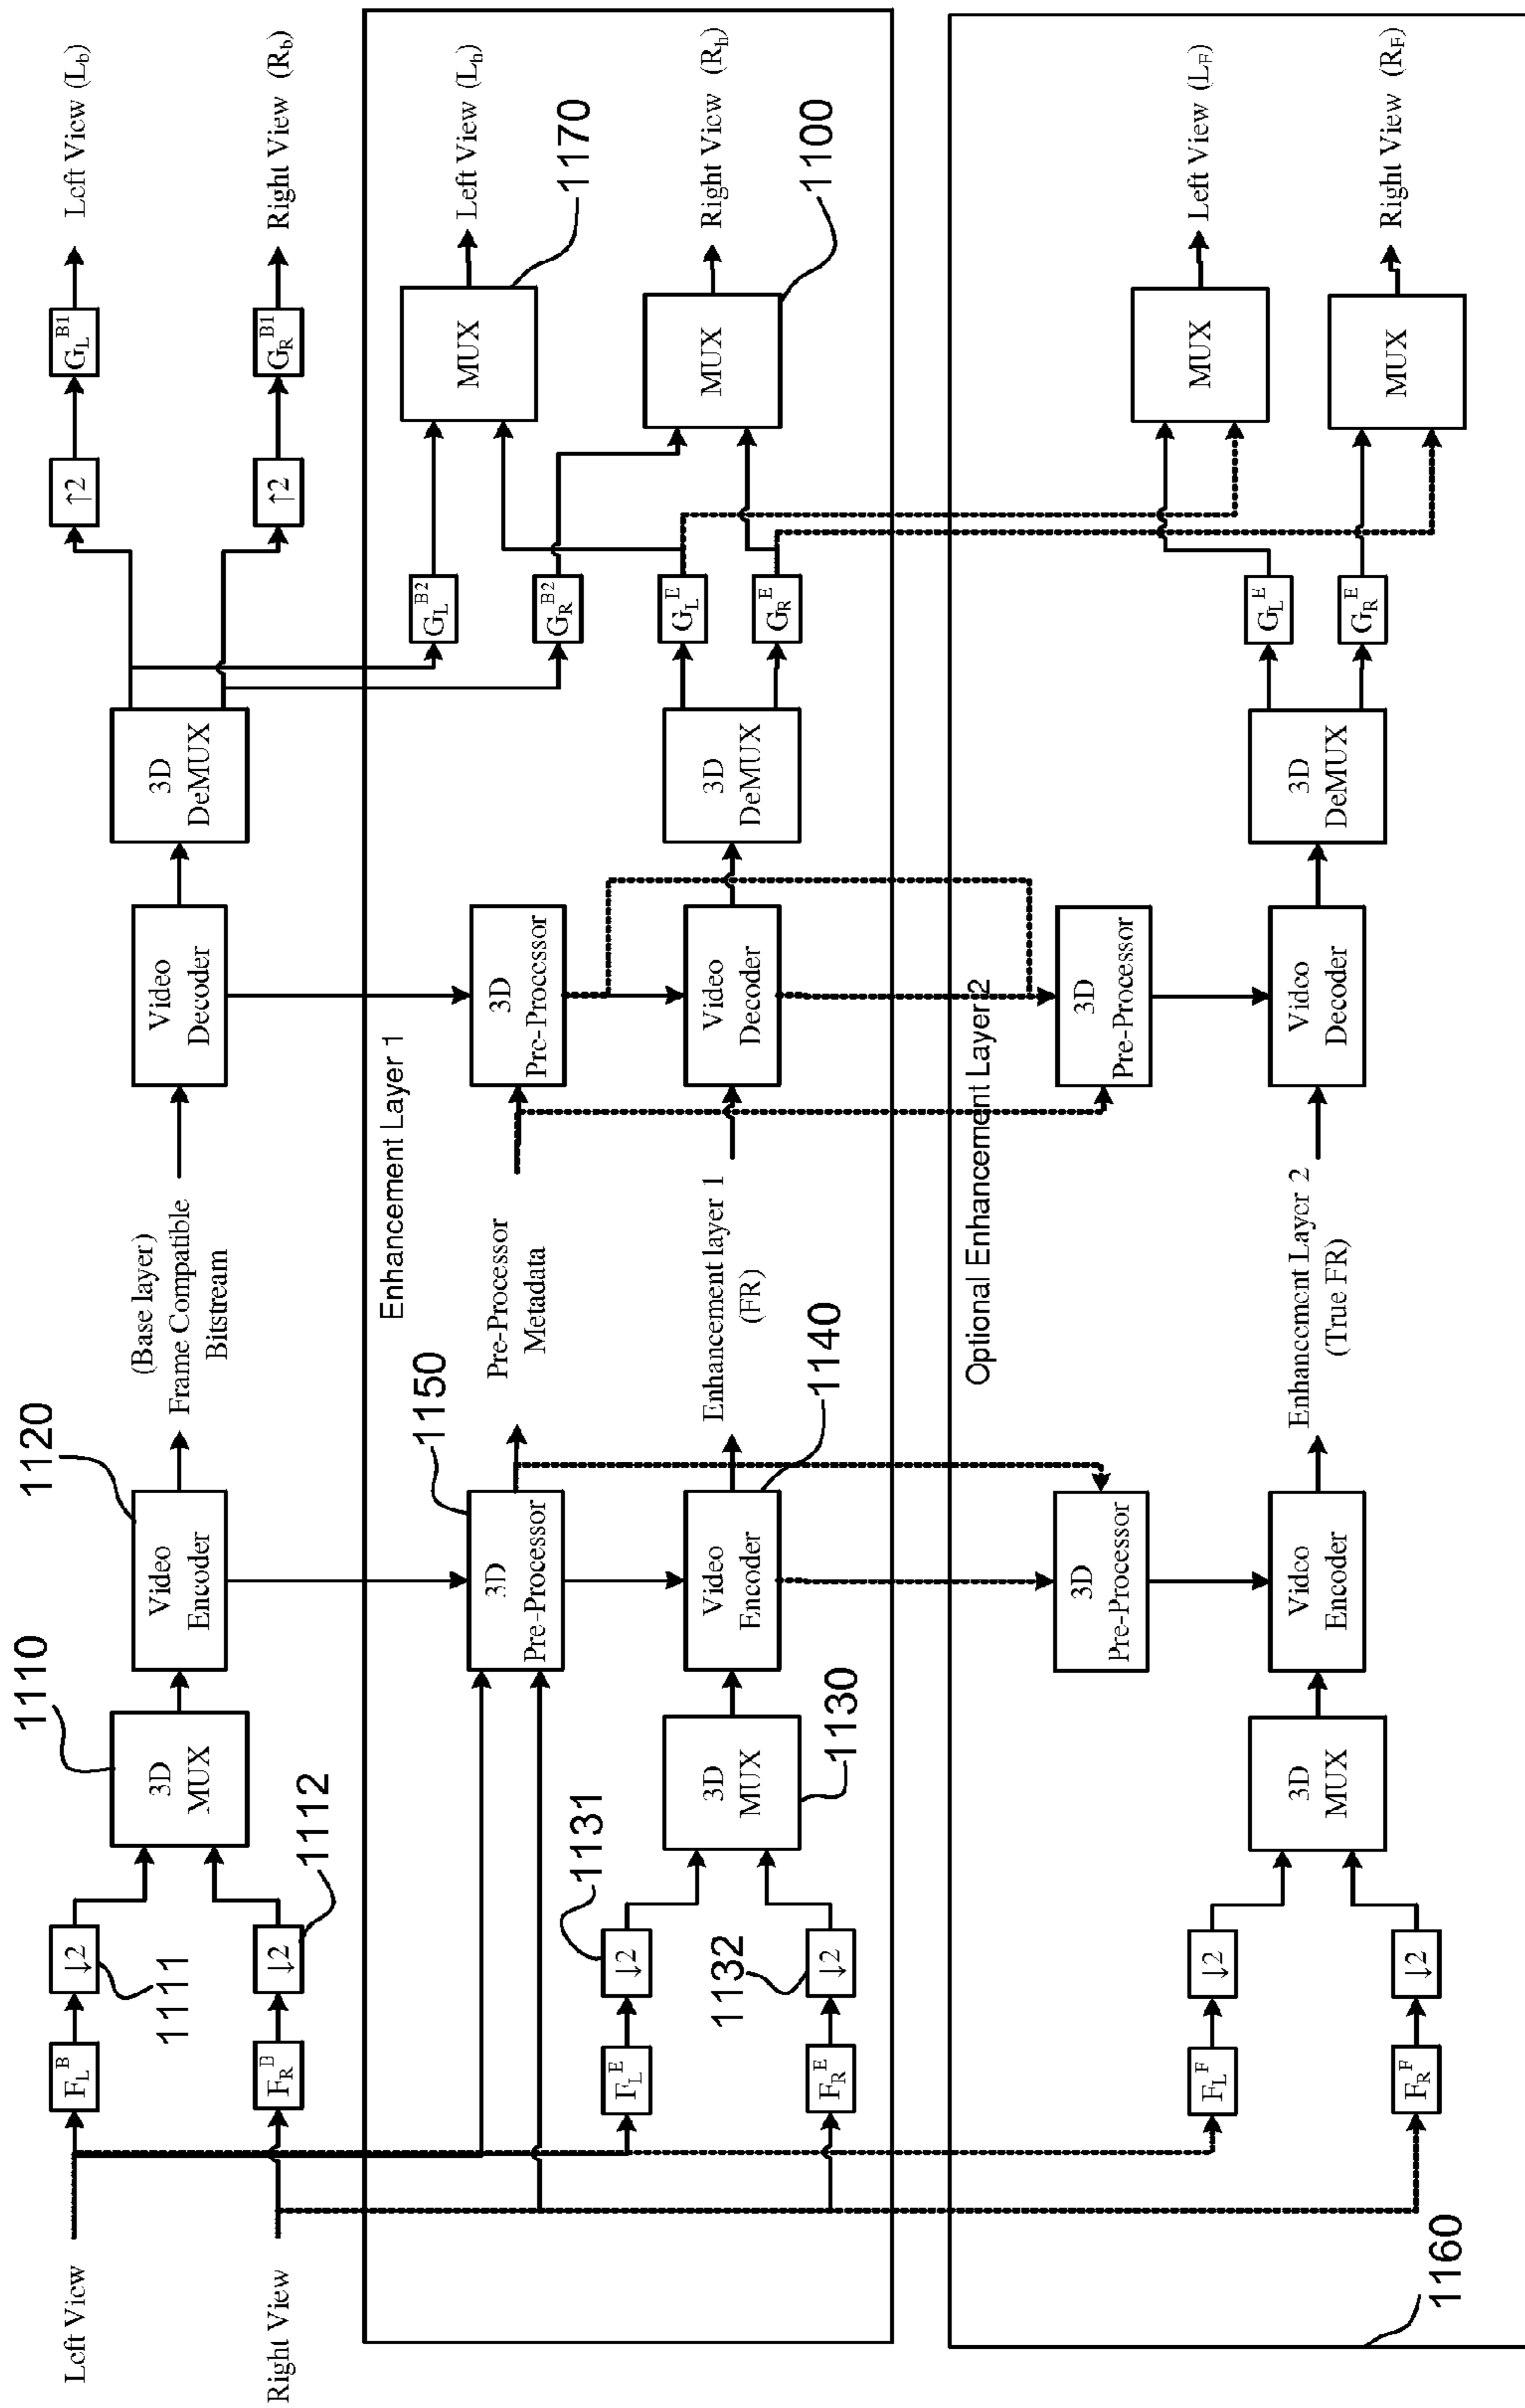 Left View
Right View
F_L^B
F_R^B
↓2
↓2
1111
1112
3D
MUX
1110
Video
Encoder
1120
(Base layer)
Frame Compatible
Bitstream
Video
Decoder
3D
DeMUX
↑2
↑2
G_L^B1
G_R^B1
Left View (L_b)
Right View (R_b)
Enhancement Layer 1
F_L^E
F_R^E
↓2
↓2
1131
1132
3D
MUX
1130
3D
Pre-Processor
1150
Video
Encoder
1140
Pre-Processor
Metadata
Enhancement layer 1
(FR)
3D
Pre-Processor
Video
Decoder
3D
DeMUX
G_L^B2
G_R^B2
G_L^E
G_R^E
MUX
1170
MUX
1100
Left View (L_h)
Right View (R_h)
Optional Enhancement Layer 2
1160
F_L^F
F_R^F
↓2
↓2
3D
MUX
3D
Pre-Processor
Video
Encoder
Enhancement Layer 2
(True FR)
3D
Pre-Processor
Video
Decoder
3D
DeMUX
G_L^E
G_R^E
MUX
MUX
Left View (L_F)
Right View (R_F)